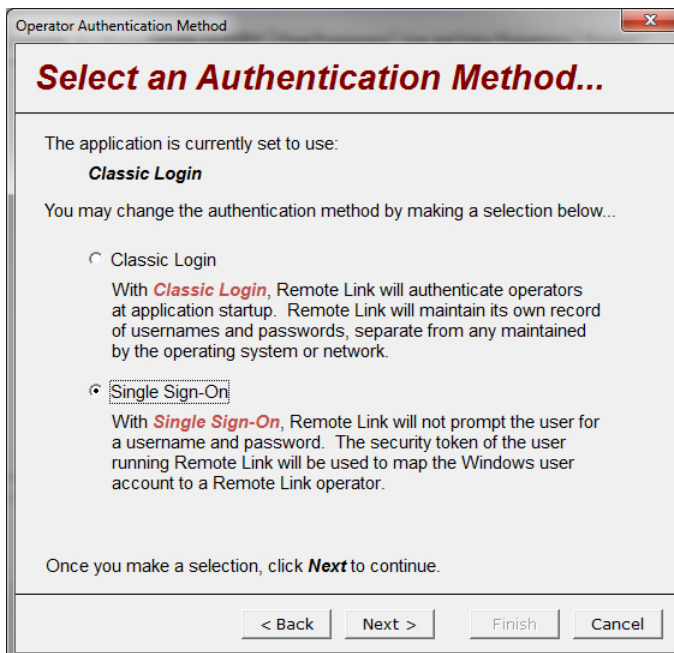 Operator Authentication Method
Select an Authentication Method...
The application is currently set to use:
Classic Login
You may change the authentication method by making a selection below...
Classic Login
With Classic Login, Remote Link will authenticate operators
at application startup.  Remote Link will maintain its own record
of usernames and passwords, separate from any maintained
by the operating system or network.
Single Sign-On
With Single Sign-On, Remote Link will not prompt the user for
a username and password.  The security token of the user
running Remote Link will be used to map the Windows user
account to a Remote Link operator.
Once you make a selection, click Next to continue.
< Back Next > Finish Cancel